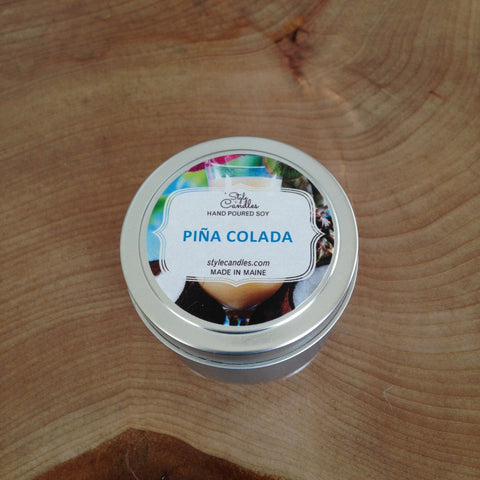 Style
Candles
HAND POURED SOY
PIÑA COLADA
stylecandles.com
MADE IN MAINE